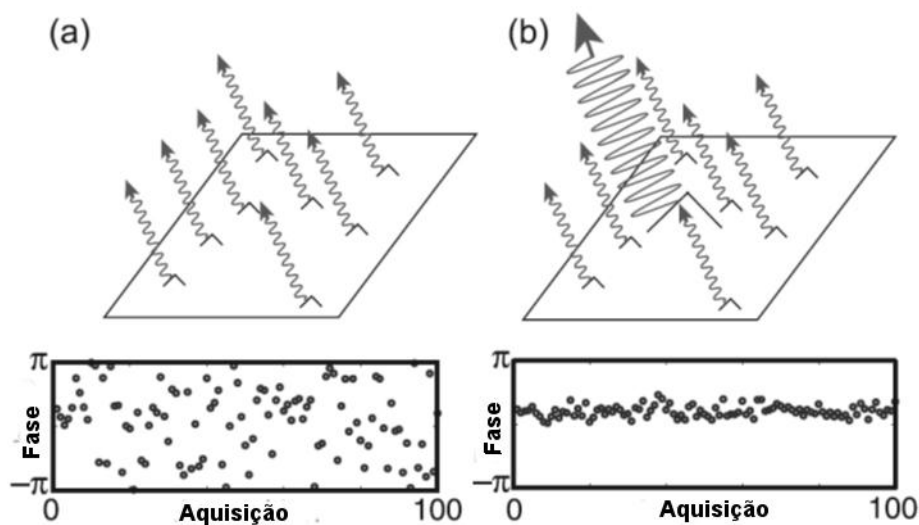 (a)
(b)
π
Fase
−π
0
Aquisição
100
π
Fase
−π
0
Aquisição
100